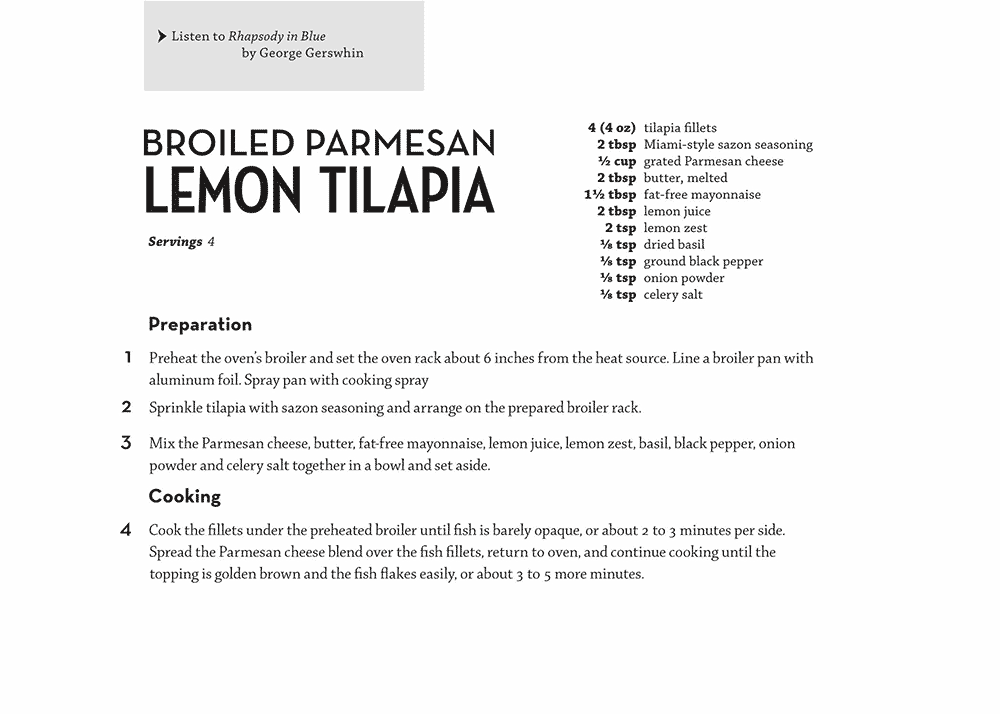 ➤ Listen to Rhapsody in Blue
by George Gerswhin
BROILED PARMESAN
LEMON TILAPIA
Servings 4
4 (4 oz) tilapia fillets
2 tbsp Miami-style sazon seasoning
½ cup grated Parmesan cheese
2 tbsp butter, melted
1½ tbsp fat-free mayonnaise
2 tbsp lemon juice
2 tsp lemon zest
⅛ tsp dried basil
⅛ tsp ground black pepper
⅛ tsp onion powder
⅛ tsp celery salt
Preparation
1 Preheat the oven's broiler and set the oven rack about 6 inches from the heat source. Line a broiler pan with
aluminum foil. Spray pan with cooking spray
2 Sprinkle tilapia with sazon seasoning and arrange on the prepared broiler rack.
3 Mix the Parmesan cheese, butter, fat-free mayonnaise, lemon juice, lemon zest, basil, black pepper, onion
powder and celery salt together in a bowl and set aside.
Cooking
4 Cook the fillets under the preheated broiler until fish is barely opaque, or about 2 to 3 minutes per side.
Spread the Parmesan cheese blend over the fish fillets, return to oven, and continue cooking until the
topping is golden brown and the fish flakes easily, or about 3 to 5 more minutes.